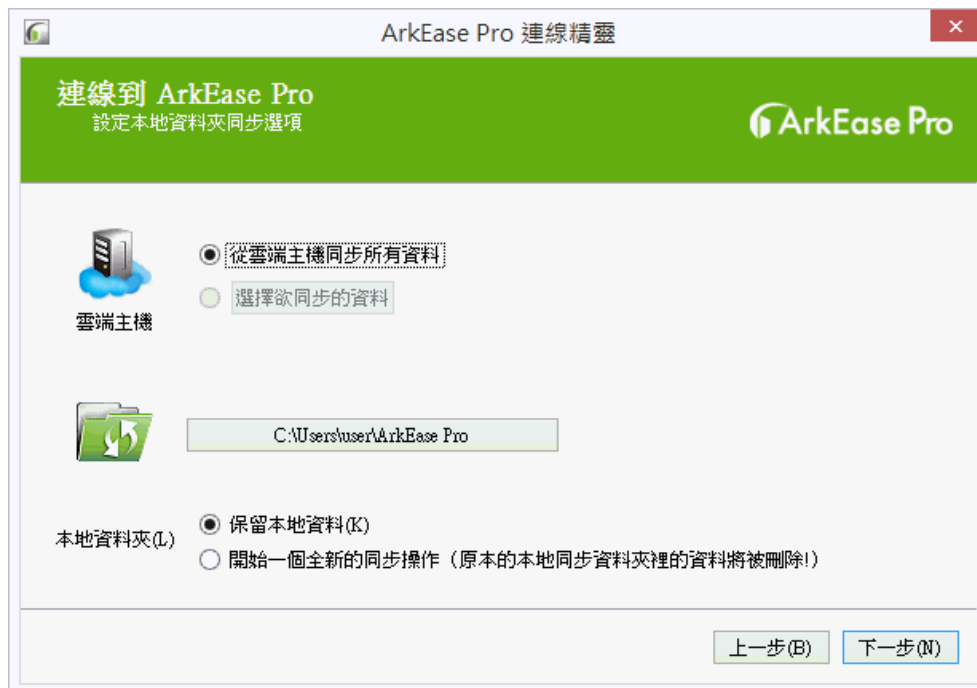 ArkEase Pro 連線精靈
連線到 ArkEase Pro
設定本地資料夾同步選項
ArkEase Pro
從雲端主機同步所有資料
選擇欲同步的資料
雲端主機
C:\Users\user\ArkEase Pro
保留本地資料(K)
本地資料夾(L)
開始一個全新的同步操作（原本的本地同步資料夾裡的資料將被刪除!）
上一步(B)
下一步(N)